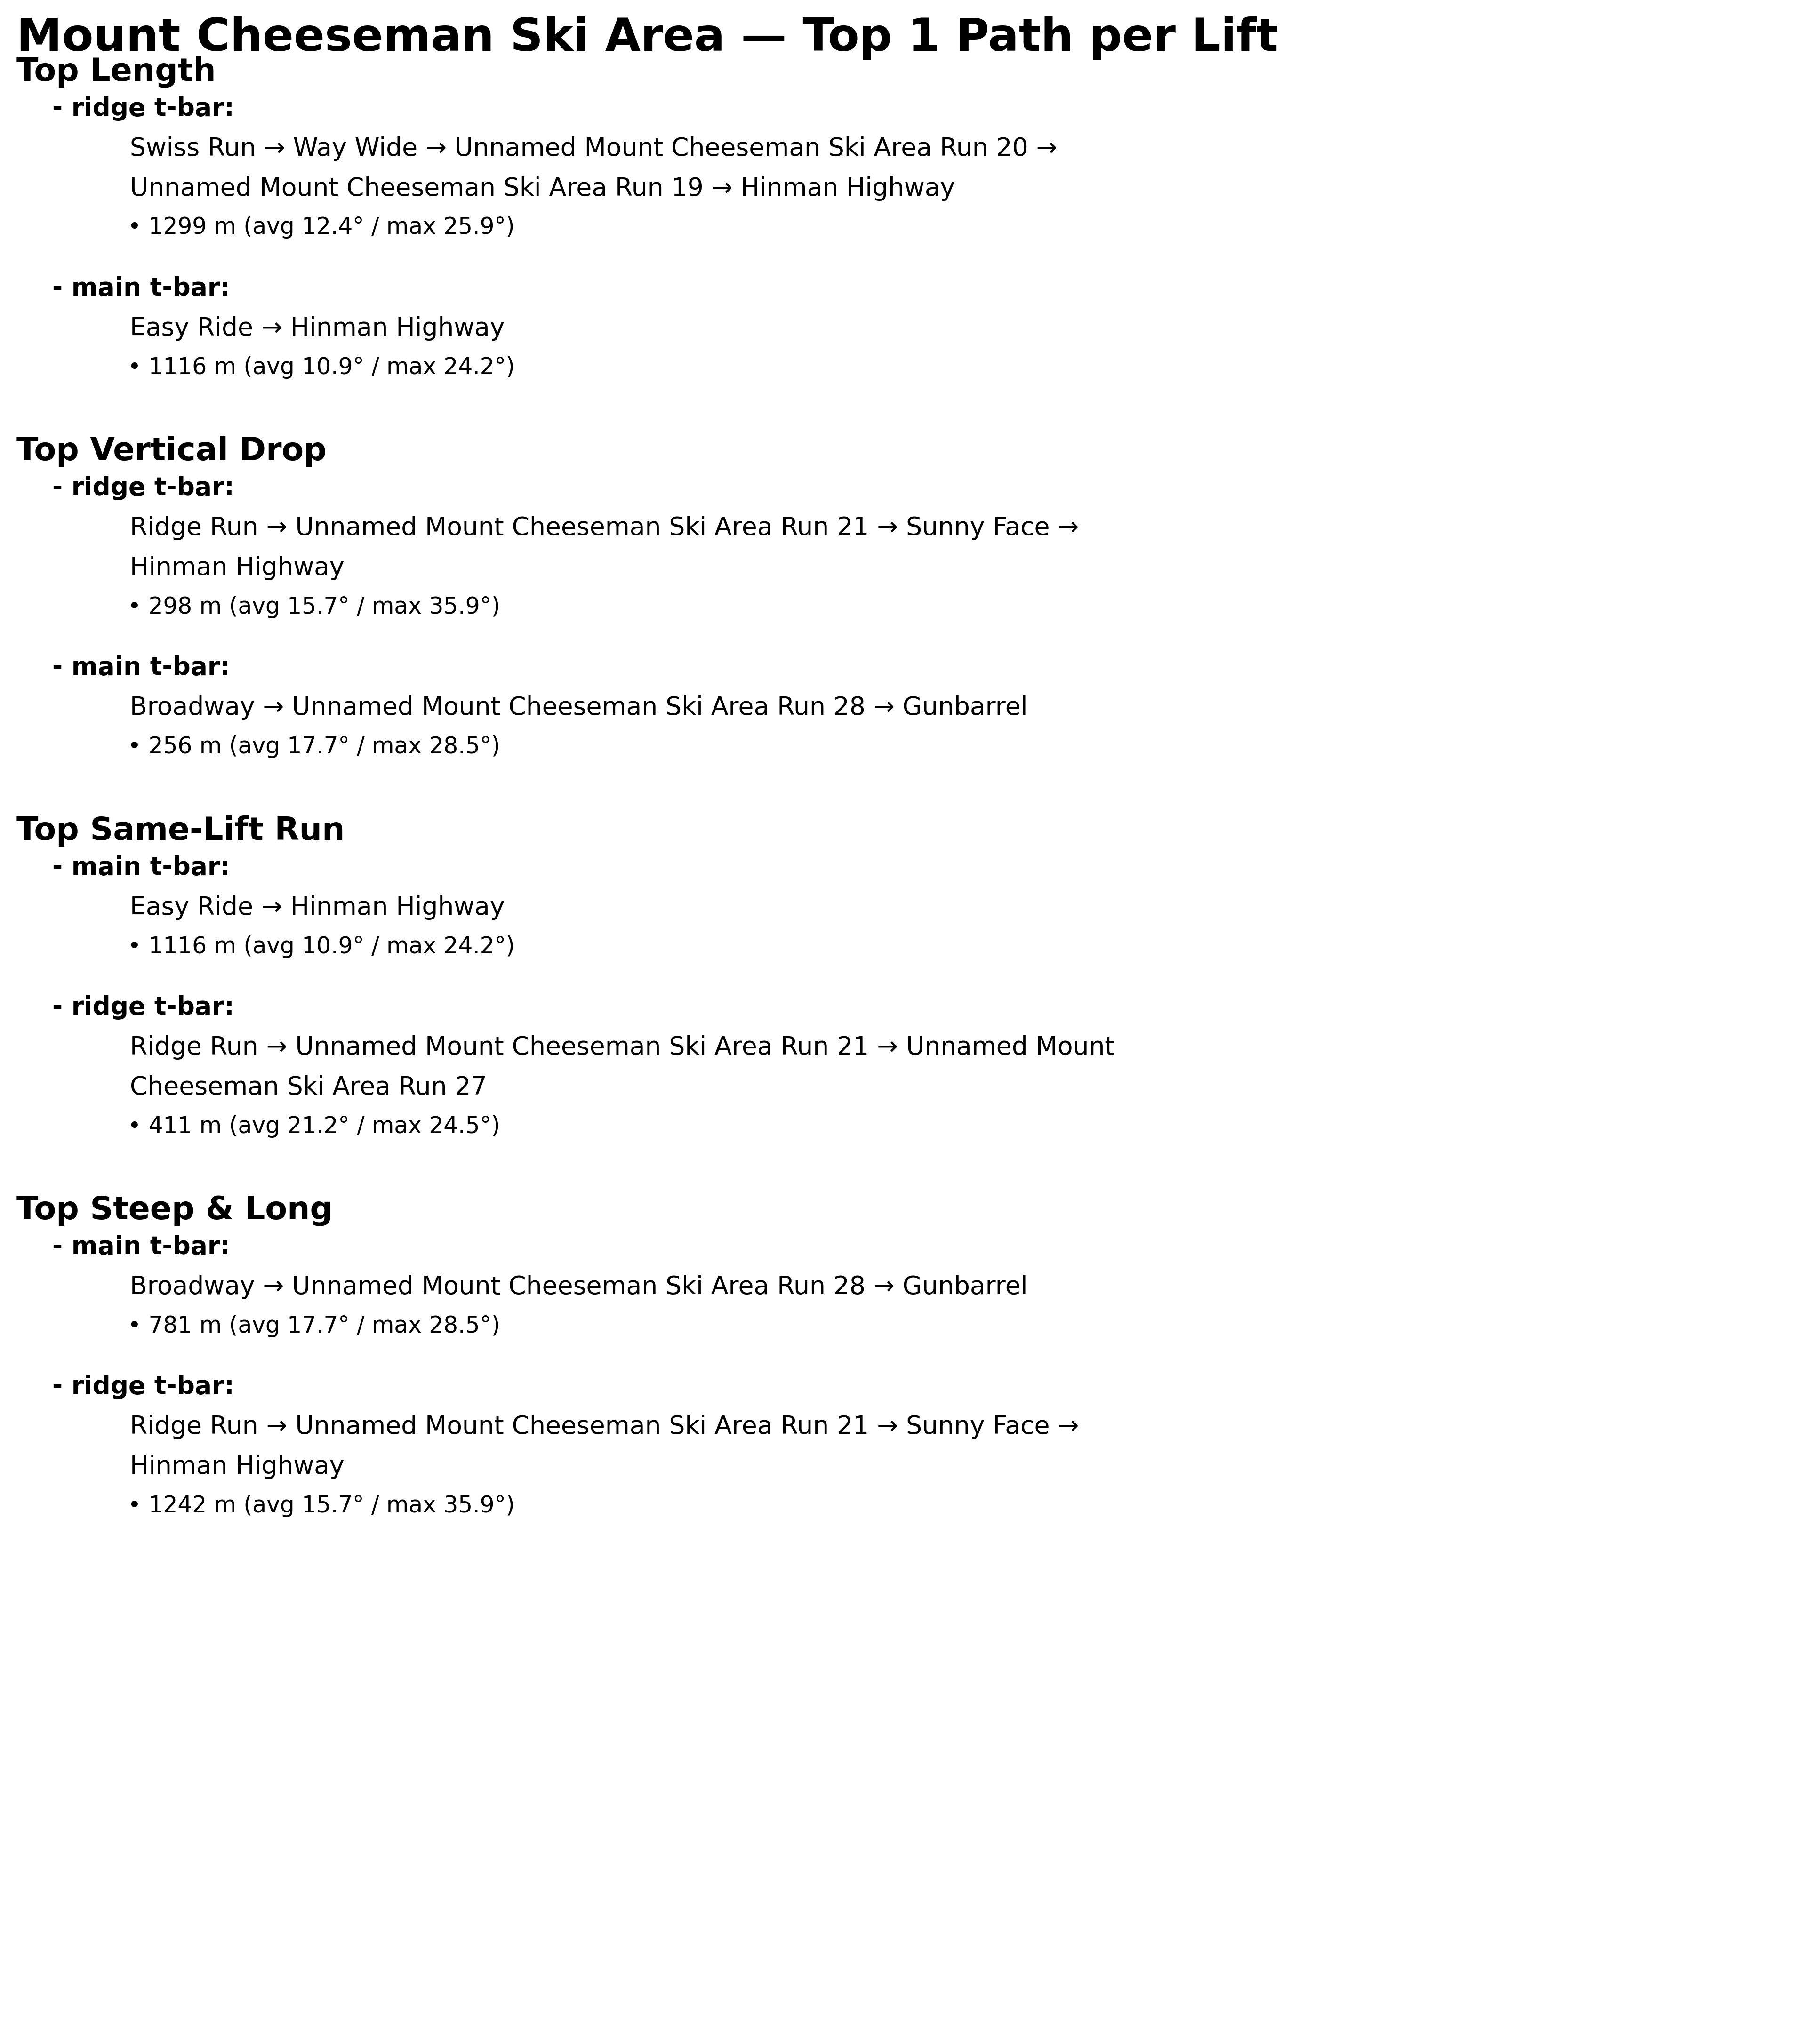 Mount Cheeseman Ski Area — Top 1 Path per Lift
Top Length
- ridge t-bar:
Swiss Run → Way Wide → Unnamed Mount Cheeseman Ski Area Run 20 →
Unnamed Mount Cheeseman Ski Area Run 19 → Hinman Highway
• 1299 m (avg 12.4° / max 25.9°)
- main t-bar:
Easy Ride → Hinman Highway
• 1116 m (avg 10.9° / max 24.2°)
Top Vertical Drop
- ridge t-bar:
Ridge Run → Unnamed Mount Cheeseman Ski Area Run 21 → Sunny Face →
Hinman Highway
• 298 m (avg 15.7° / max 35.9°)
- main t-bar:
Broadway → Unnamed Mount Cheeseman Ski Area Run 28 → Gunbarrel
• 256 m (avg 17.7° / max 28.5°)
Top Same-Lift Run
- main t-bar:
Easy Ride → Hinman Highway
• 1116 m (avg 10.9° / max 24.2°)
- ridge t-bar:
Ridge Run → Unnamed Mount Cheeseman Ski Area Run 21 → Unnamed Mount
Cheeseman Ski Area Run 27
• 411 m (avg 21.2° / max 24.5°)
Top Steep & Long
- main t-bar:
Broadway → Unnamed Mount Cheeseman Ski Area Run 28 → Gunbarrel
• 781 m (avg 17.7° / max 28.5°)
- ridge t-bar:
Ridge Run → Unnamed Mount Cheeseman Ski Area Run 21 → Sunny Face →
Hinman Highway
• 1242 m (avg 15.7° / max 35.9°)